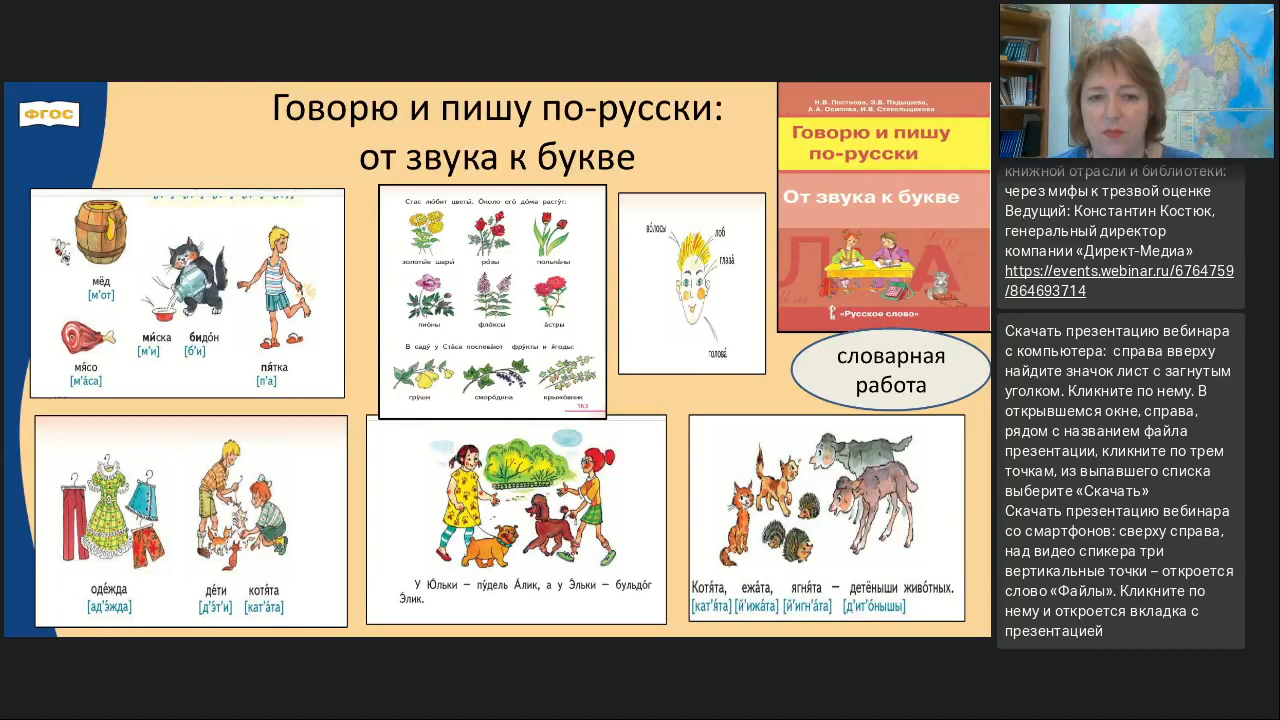 ФГОС
Говорю и пишу по-русски:
от звука к букве
мёд
[м'от]
ми́ска бидо́н
[м'и] [б'и]
мя́со
[м'а́са]
пя́тка
[п'а]
Стас лю́бит цветы́. О́коло его́ до́ма расту́т:
золоты́е шары́ ро́зы тюльпа́ны
пио́ны фло́ксы а́стры
В саду́ у Ста́са поспева́ют фру́кты и я́годы:
гру́ши сморо́дина крыжо́вник
163
во́лосы
лоб
глаза́
голова́
Н.В. Постнова, Э.В. Падышева,
А.А. Осипова, И.В. Стекольщикова
Говорю и пишу
по-русски
От звука к букве
«Русское слово»
словарная
работа
оде́жда
[ад'э́жда]
де́ти котя́та
[д'э́т'и] [кат'а́та]
У Ю́льки — пу́дель А́лик, а у Э́льки — бульдо́г
Э́лик.
Котя́та, ежа́та, ягня́та — детёныши живо́тных.
[кат'я́та] [й'ижа́та] [й'игн'а́та] [д'ит'о́нышы]
книжной отрасли и библиотеки:
через мифы к трезвой оценке
Ведущий: Константин Костюк,
генеральный директор
компании «Директ-Медиа»
https://events.webinar.ru/6764759
/864693714
Скачать презентацию вебинара
с компьютера: справа вверху
найдите значок лист с загнутым
уголком. Кликните по нему. В
открывшемся окне, справа,
рядом с названием файла
презентации, кликните по трем
точкам, из выпавшего списка
выберите «Скачать»
Скачать презентацию вебинара
со смартфонов: сверху справа,
над видео спикера три
вертикальные точки – откроется
слово «Файлы». Кликните по
нему и откроется вкладка с
презентацией